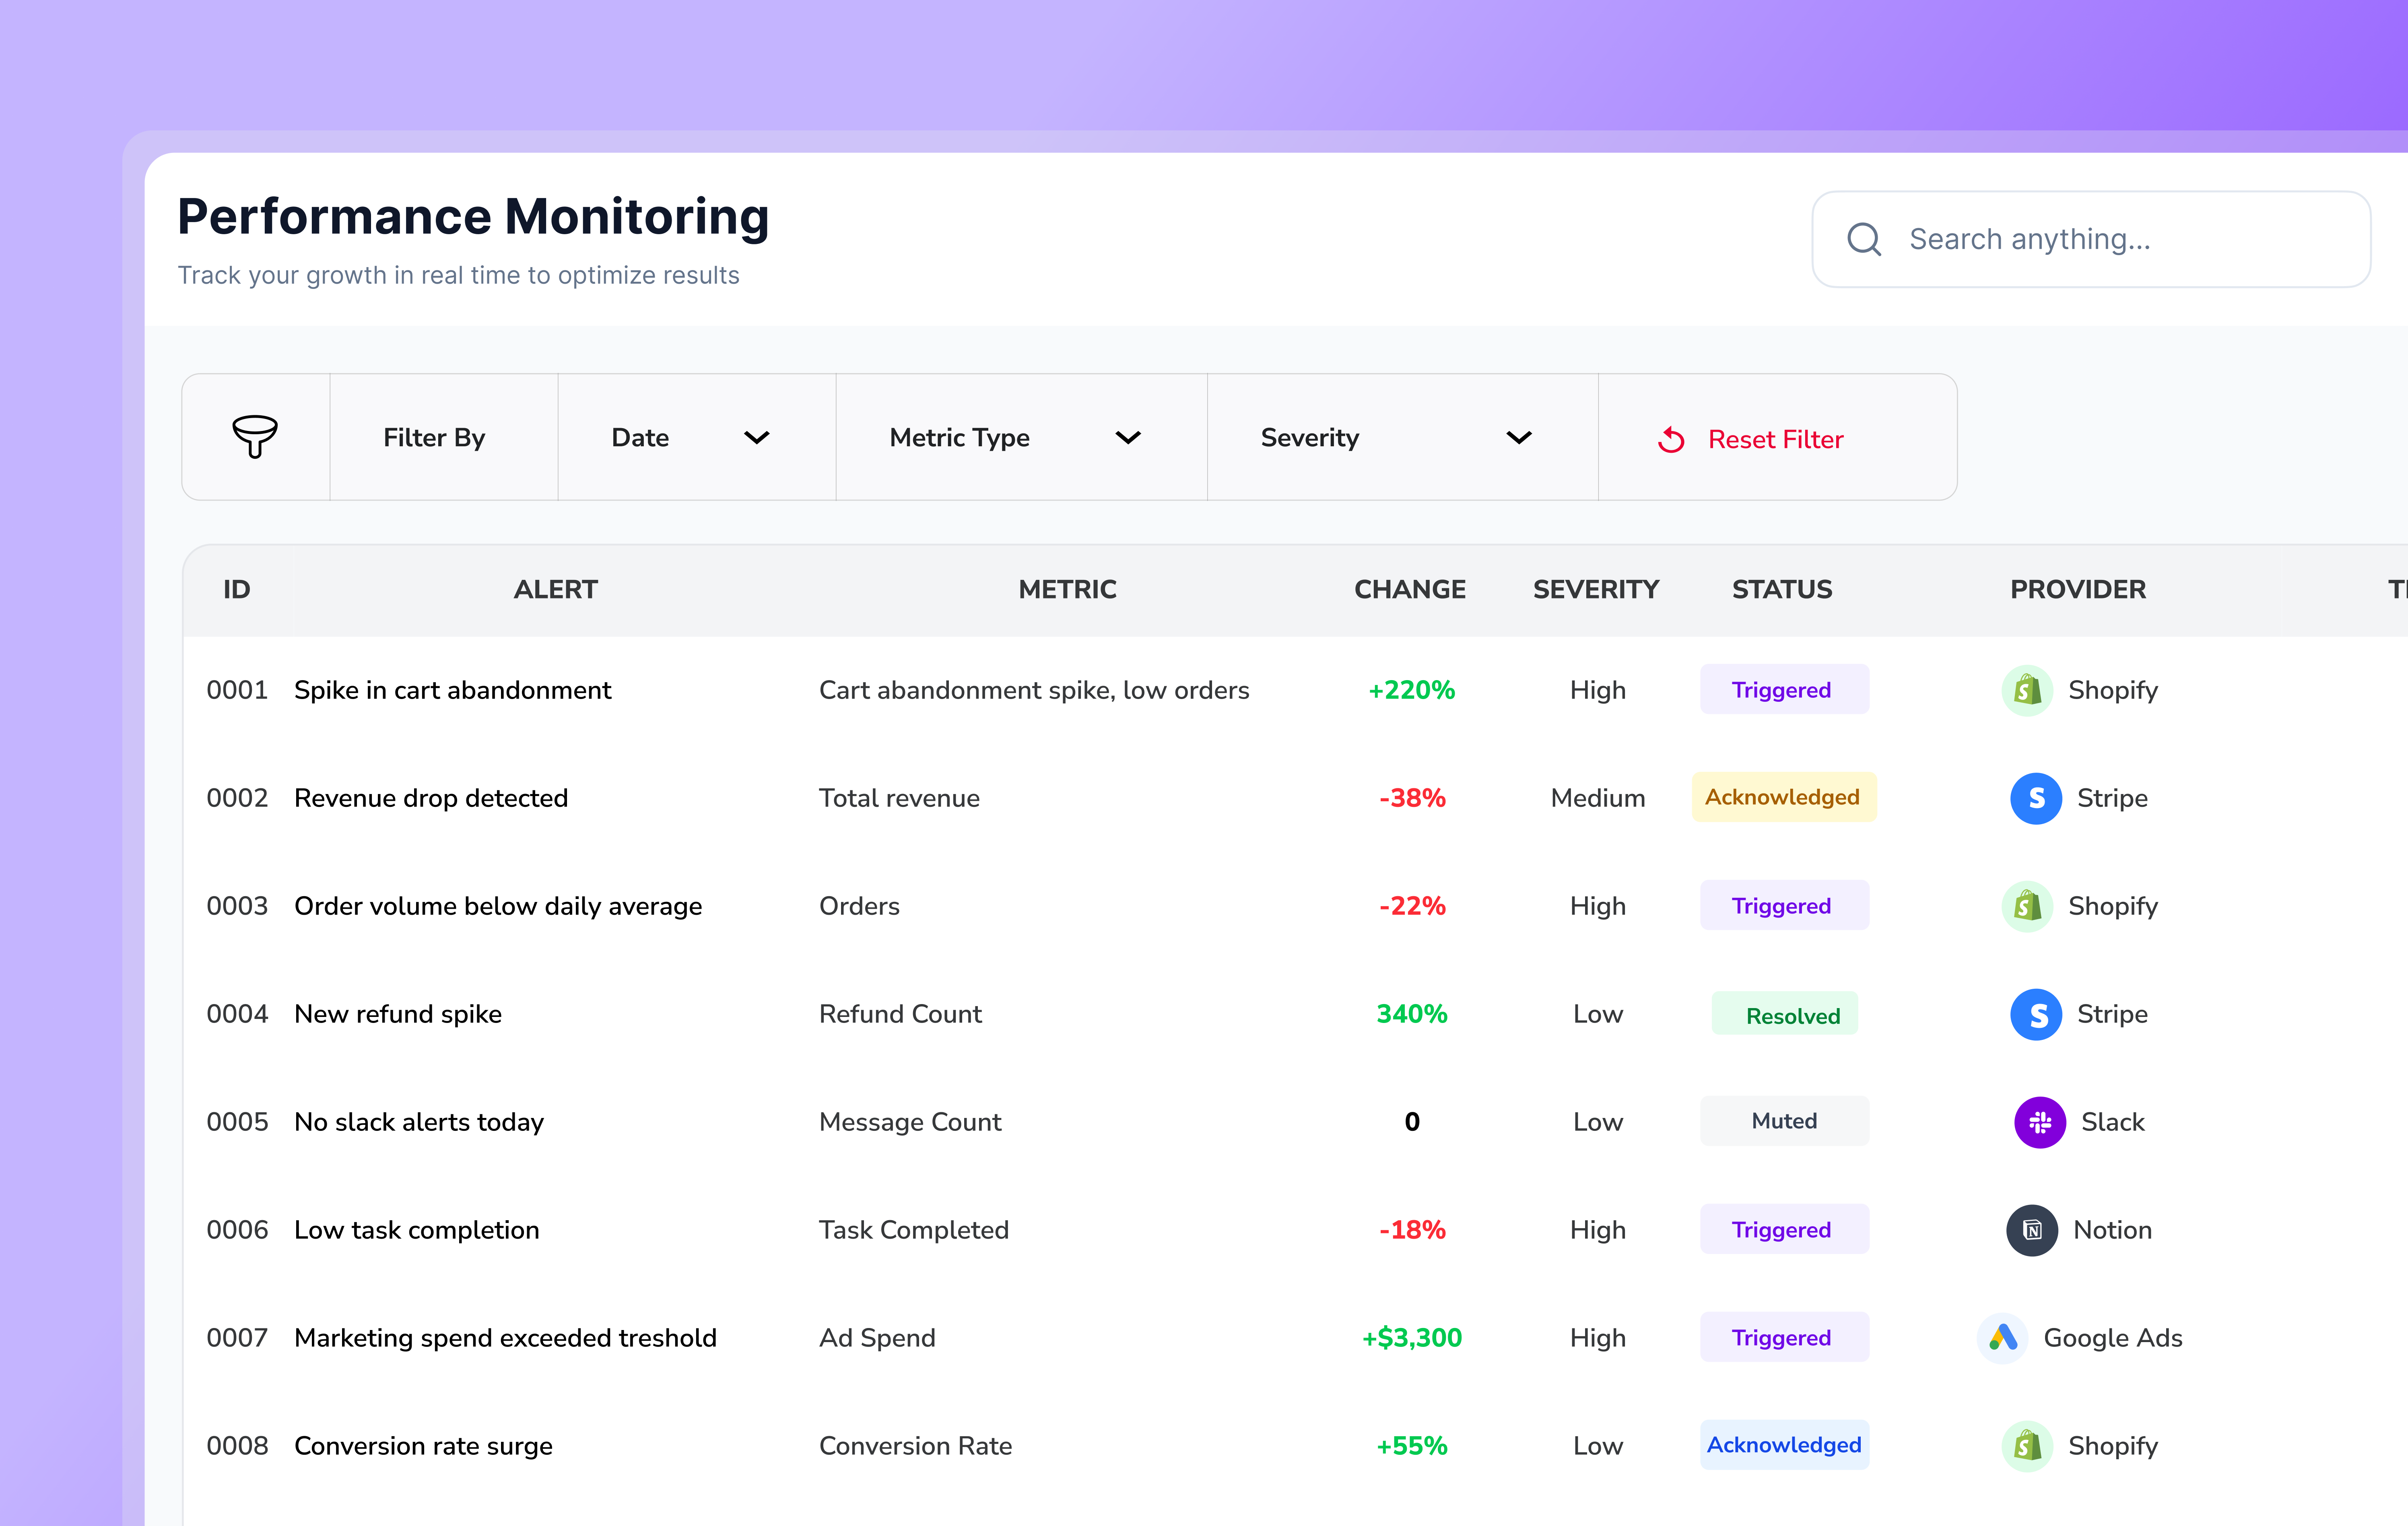 Performance Monitoring
Track your growth in real time to optimize results
Search anything...
Filter By Date Metric Type Severity Reset Filter
ID ALERT METRIC CHANGE SEVERITY STATUS PROVIDER
0001 Spike in cart abandonment Cart abandonment spike, low orders +220% High Triggered Shopify
0002 Revenue drop detected Total revenue -38% Medium Acknowledged Stripe
0003 Order volume below daily average Orders -22% High Triggered Shopify
0004 New refund spike Refund Count 340% Low Resolved Stripe
0005 No slack alerts today Message Count 0 Low Muted Slack
0006 Low task completion Task Completed -18% High Triggered Notion
0007 Marketing spend exceeded treshold Ad Spend +$3,300 High Triggered Google Ads
0008 Conversion rate surge Conversion Rate +55% Low Acknowledged Shopify